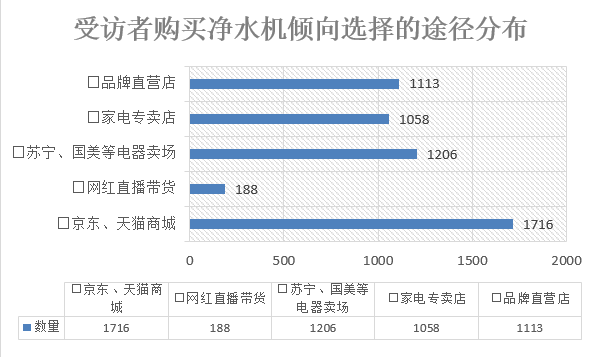 受访者购买净水机倾向选择的途径分布
□品牌直营店 1113
□家电专卖店 1058
□苏宁、国美等电器卖场 1206
□网红直播带货 188
□京东、天猫商城 1716
0 500 1000 1500 2000
□京东、天猫商
城
□网红直播带货
□苏宁、国美等
电器卖场
□家电专卖店
□品牌直营店
数量 1716 188 1206 1058 1113